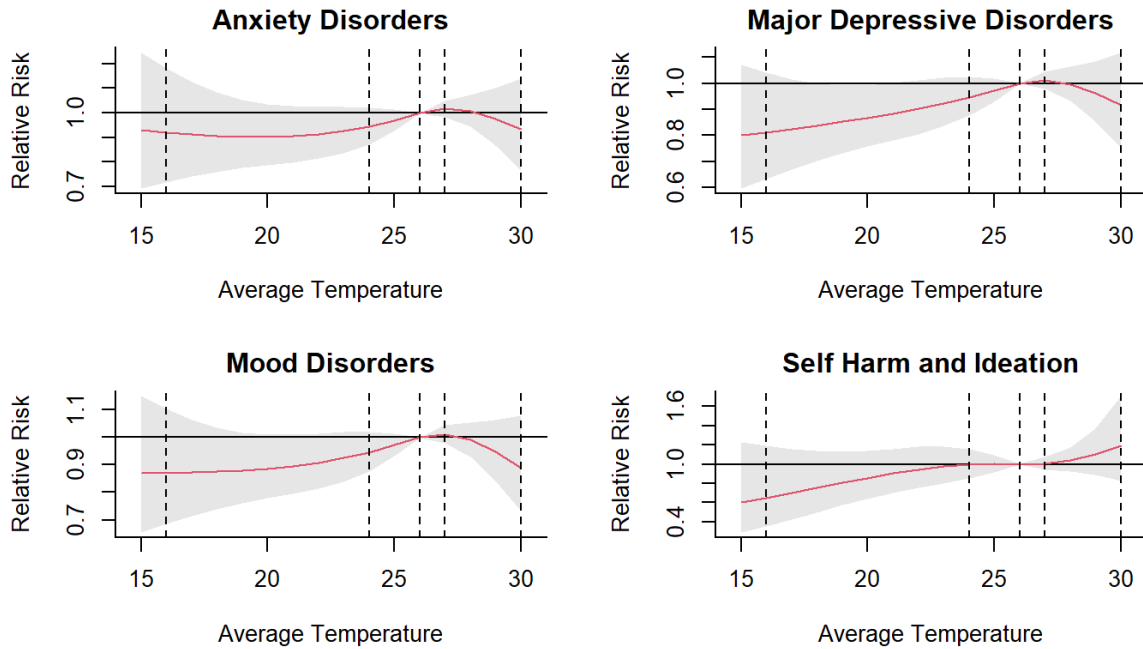 Anxiety Disorders
Relative Risk
1.0
0.7
15 20 25 30
Average Temperature
Major Depressive Disorders
Relative Risk
1.0
0.8
0.6
15 20 25 30
Average Temperature
Mood Disorders
Relative Risk
1.1
0.9
0.7
15 20 25 30
Average Temperature
Self Harm and Ideation
Relative Risk
1.6
1.0
0.4
15 20 25 30
Average Temperature